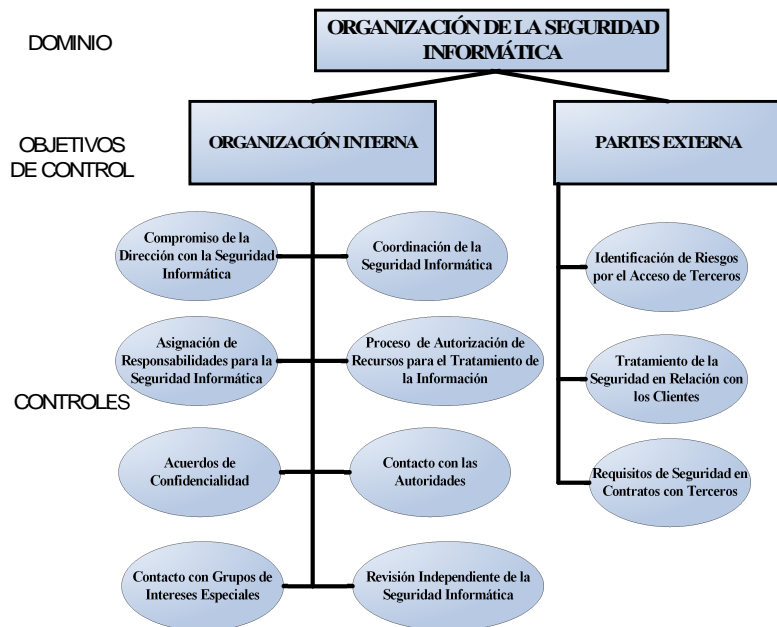 DOMINIO
ORGANIZACIÓN DE LA SEGURIDAD
INFORMÁTICA
OBJETIVOS
DE CONTROL
ORGANIZACIÓN INTERNA
PARTES EXTERNA
CONTROLES
Compromiso de la
Dirección con la Seguridad
Informática
Coordinación de la
Seguridad Informática
Asignación de
Responsabilidades para la
Seguridad Informática
Proceso de Autorización de
Recursos para el Tratamiento de
la Información
Acuerdos de
Confidencialidad
Contacto con las
Autoridades
Contacto con Grupos de
Intereses Especiales
Revisión Independiente de la
Seguridad Informática
Identificación de Riesgos
por el Acceso de Terceros
Tratamiento de la
Seguridad en Relación con
los Clientes
Requisitos de Seguridad en
Contratos con Terceros